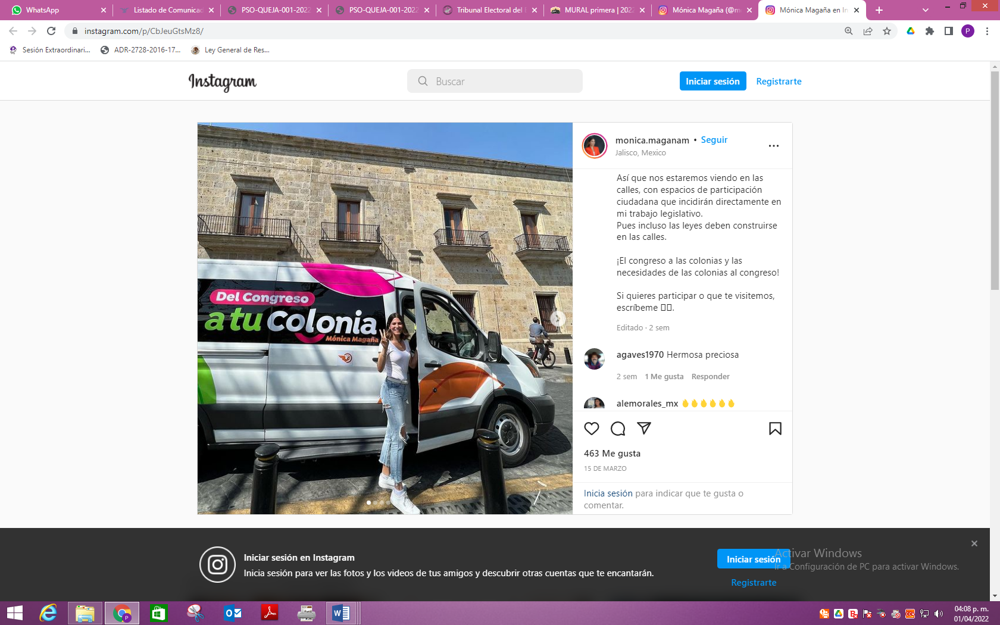 WhatsApp
Listado de Comunicad
PSO-QUEJA-001-2022
PSO-QUEJA-001-2022
Tribunal Electoral del E
MURAL primera | 2022
Mónica Magaña (@mo
Mónica Magaña en In
instagram.com/p/CbJeuGtsMz8/
P
Sesión Extraordinari...
ADR-2728-2016-17...
Ley General de Res...
Instagram
Buscar
Iniciar sesión
Registrarte
Del Congreso
a tu Colonia
Mónica Magaña
monica.maganam • Seguir
Jalisco, Mexico
Así que nos estaremos viendo en las
calles, con espacios de participación
ciudadana que incidirán directamente en
mi trabajo legislativo.
Pues incluso las leyes deben construirse
en las calles.
¡El congreso a las colonias y las
necesidades de las colonias al congreso!
Si quieres participar o que te visitemos,
escríbeme
Editado · 2 sem
agaves1970 Hermosa preciosa
2 sem 1 Me gusta Responder
alemorales_mx
463 Me gusta
15 DE MARZO
Inicia sesión para indicar que te gusta o
comentar.
Iniciar sesión en Instagram
Inicia sesión para ver las fotos y los videos de tus amigos y descubrir otras cuentas que te encantarán.
Iniciar sesión
Registrarte
Activar Windows
Ir a Configuración de PC para activar Windows.
04:08 p. m.
01/04/2022